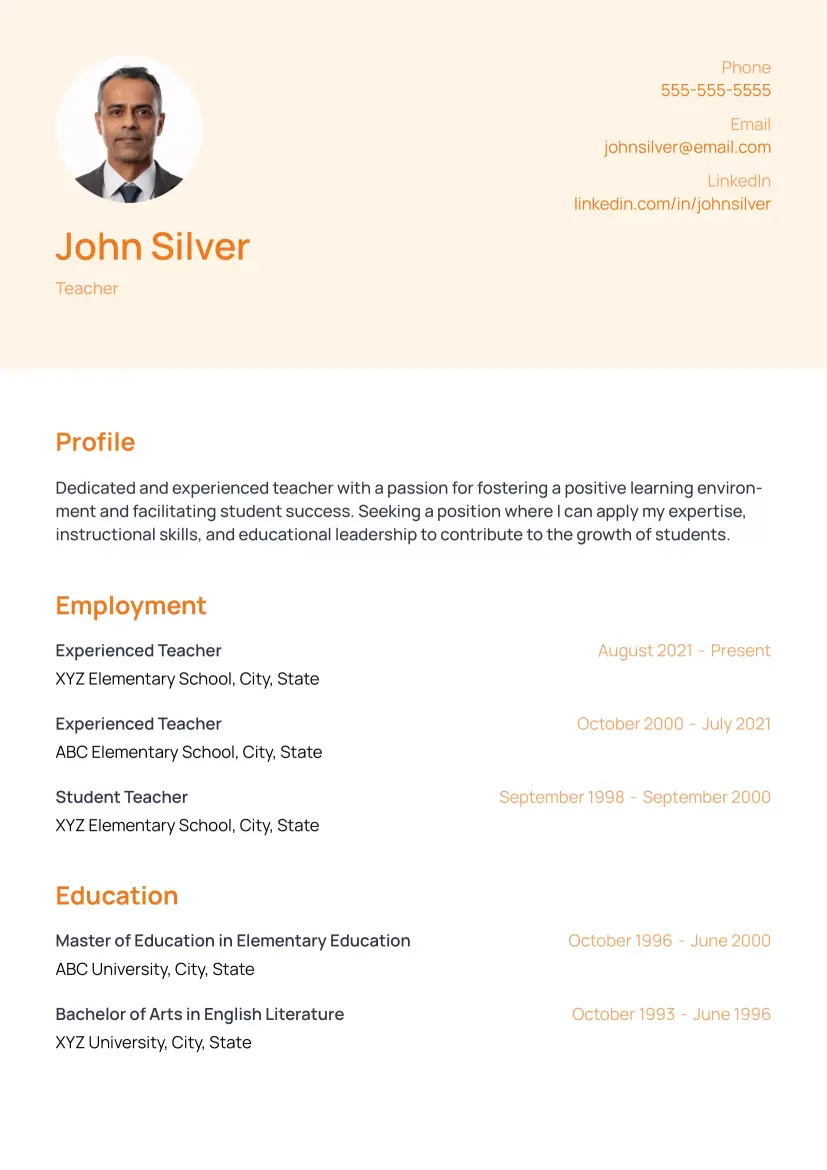 Phone
555-555-5555
Email
johnsilver@email.com
LinkedIn
linkedin.com/in/johnsilver
John Silver
Teacher
Profile
Dedicated and experienced teacher with a passion for fostering a positive learning environ-
ment and facilitating student success. Seeking a position where I can apply my expertise,
instructional skills, and educational leadership to contribute to the growth of students.
Employment
Experienced Teacher August 2021 - Present
XYZ Elementary School, City, State
Experienced Teacher October 2000 - July 2021
ABC Elementary School, City, State
Student Teacher September 1998 - September 2000
XYZ Elementary School, City, State
Education
Master of Education in Elementary Education October 1996 - June 2000
ABC University, City, State
Bachelor of Arts in English Literature October 1993 - June 1996
XYZ University, City, State